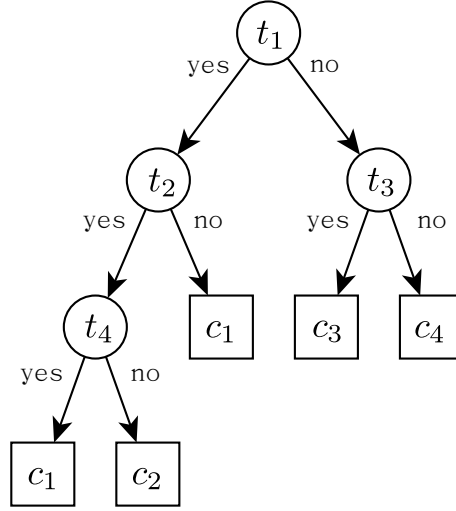 t₁
yes no
t₂ t₃
yes no yes no
t₄ c₁ c₃ c₄
yes no
c₁ c₂